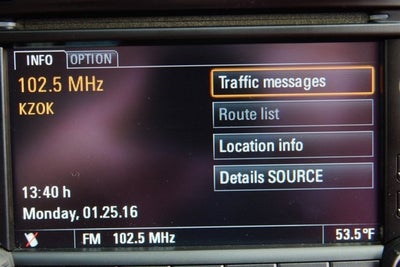 INFO OPTION
102.5 MHz
KZOK
Traffic messages
Route list
Location info
Details SOURCE
13:40 h
Monday, 01.25.16
FM 102.5 MHz 53.5°F